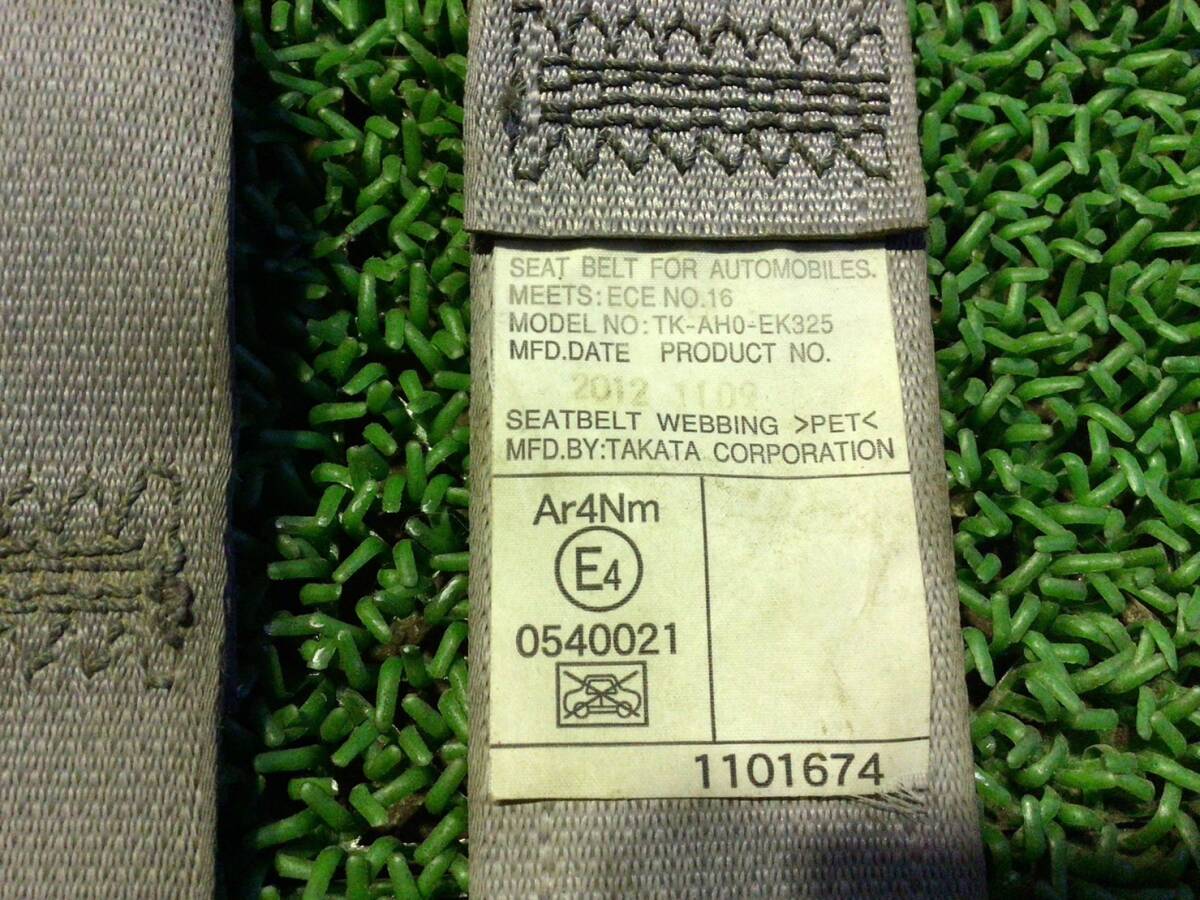 SEAT BELT FOR AUTOMOBILES.
MEETS: ECE NO.16
MODEL NO: TK-AH0-EK325
MFD.DATE PRODUCT NO.
2012 1109
SEATBELT WEBBING >PET<
MFD.BY:TAKATA CORPORATION
Ar4Nm
E4
0540021
1101674